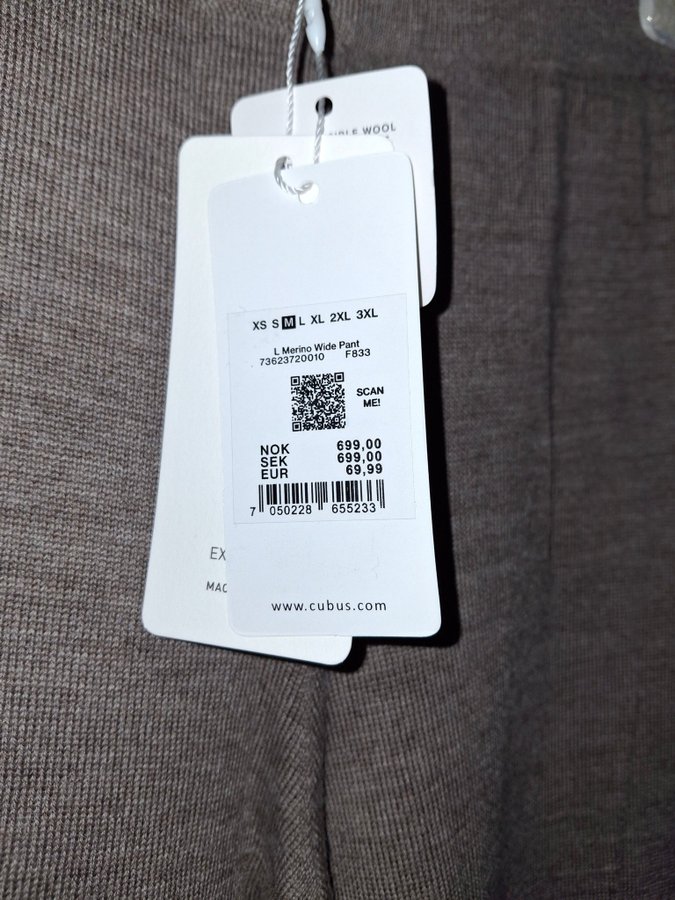 WOOL
XS S M L XL 2XL 3XL
L Merino Wide Pant
73623720010 F833
SCAN
ME!
NOK 699,00
SEK 699,00
EUR 69,99
7 050228 655233
www.cubus.com